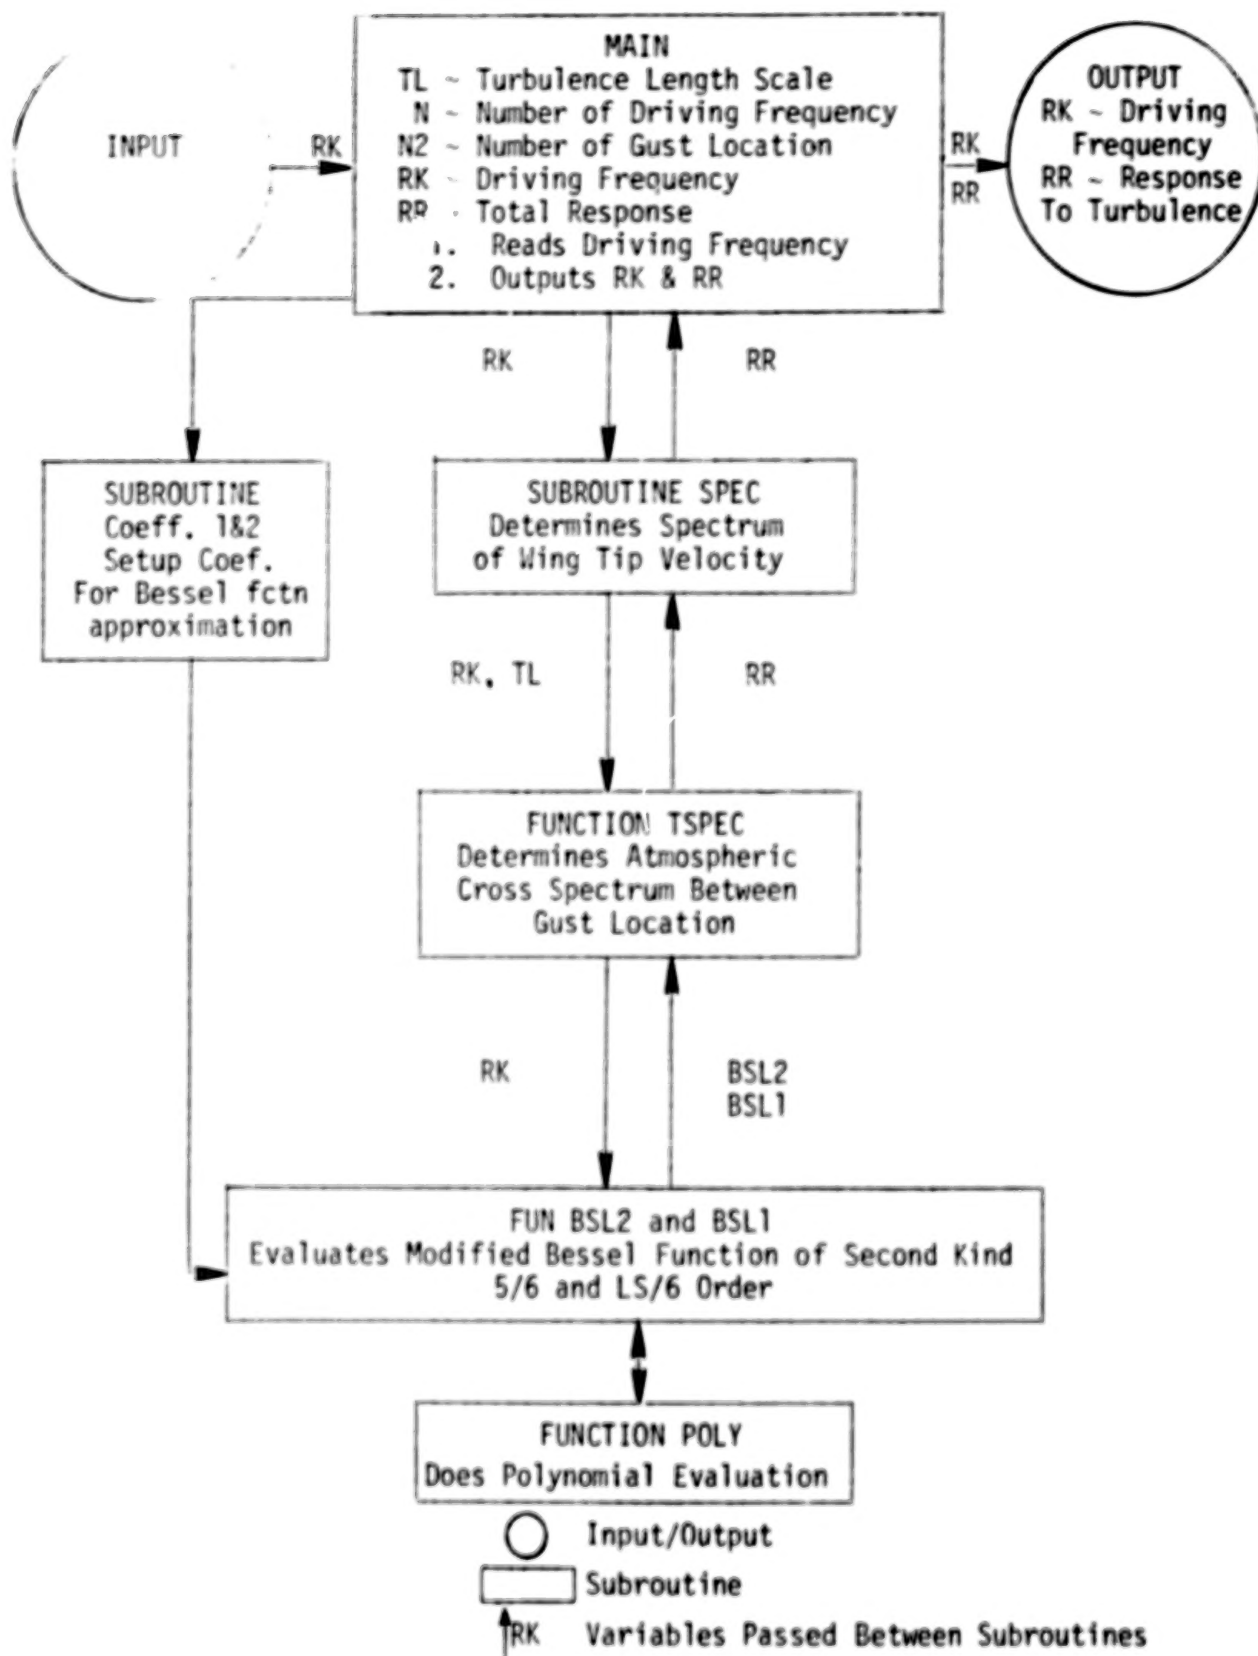 INPUT
RK
MAIN
TL ~ Turbulence Length Scale
N ~ Number of Driving Frequency
N2 ~ Number of Gust Location
RK ~ Driving Frequency
RR - Total Response
1. Reads Driving Frequency
2. Outputs RK & RR
RK
RR
OUTPUT
RK ~ Driving
Frequency
RR ~ Response
To Turbulence
RK
RR
SUBROUTINE
Coeff. 1&2
Setup Coef.
For Bessel fctn
approximation
SUBROUTINE SPEC
Determines Spectrum
of Wing Tip Velocity
RK, TL
RR
FUNCTION TSPEC
Determines Atmospheric
Cross Spectrum Between
Gust Location
RK
BSL2
BSL1
FUN BSL2 and BSL1
Evaluates Modified Bessel Function of Second Kind
5/6 and LS/6 Order
FUNCTION POLY
Does Polynomial Evaluation
Input/Output
Subroutine
RK Variables Passed Between Subroutines